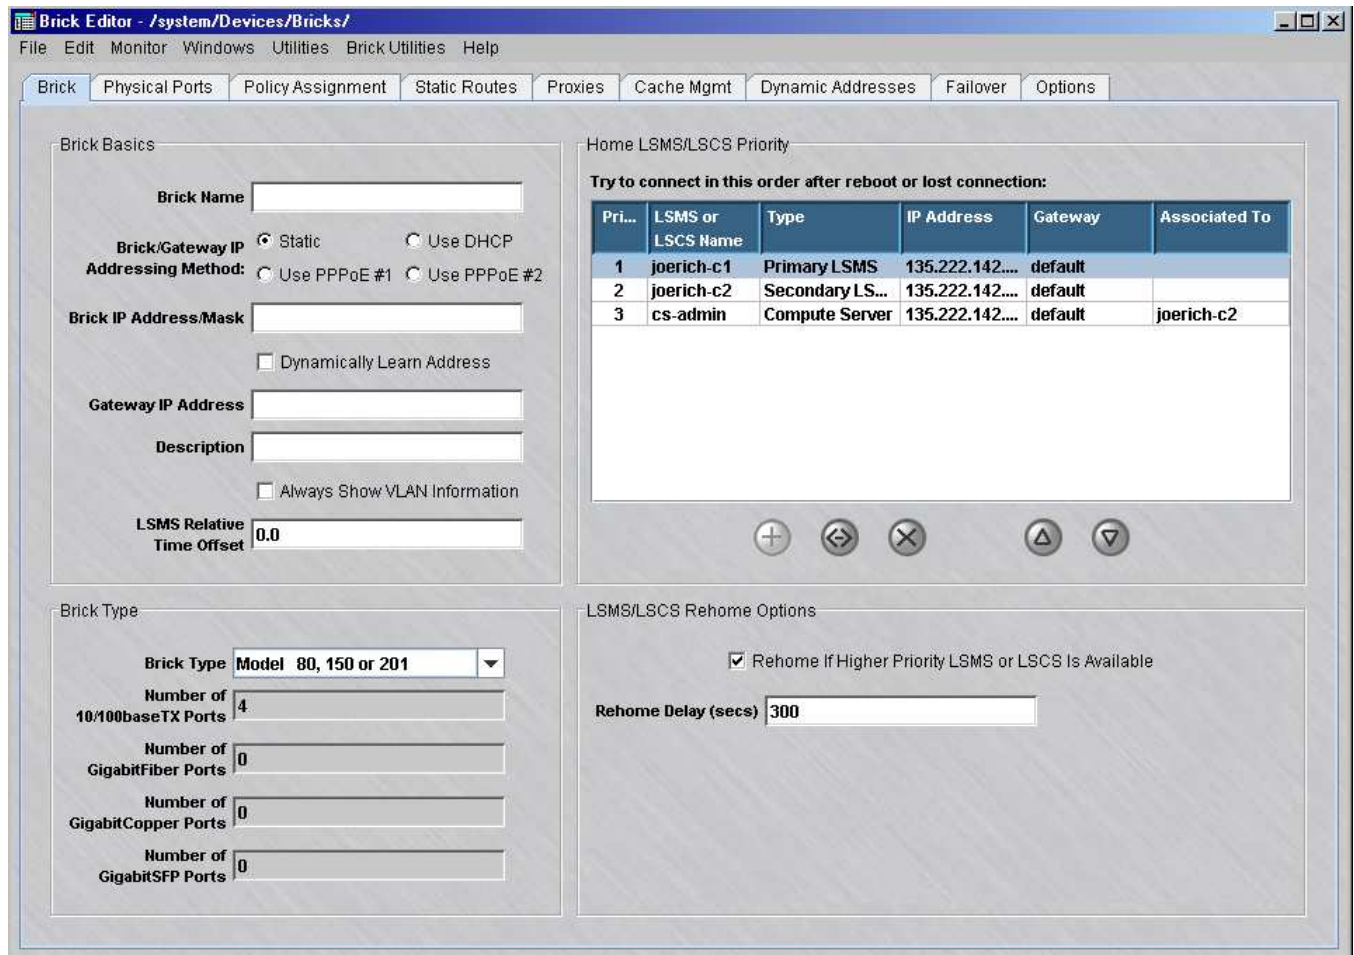 Brick Editor - /system/Devices/Bricks/
File Edit Monitor Windows Utilities Brick Utilities Help
Brick Physical Ports Policy Assignment Static Routes Proxies Cache Mgmt Dynamic Addresses Failover Options
Brick Basics
Brick Name
Brick/Gateway IP
Addressing Method:
Static Use DHCP
Use PPPoE #1 Use PPPoE #2
Brick IP Address/Mask
Dynamically Learn Address
Gateway IP Address
Description
Always Show VLAN Information
LSMS Relative
Time Offset
0.0
Home LSMS/LSCS Priority
Try to connect in this order after reboot or lost connection:
Pri... LSMS or LSCS Name Type IP Address Gateway Associated To
1 joerich-c1 Primary LSMS 135.222.142.... default
2 joerich-c2 Secondary LS... 135.222.142.... default
3 cs-admin Compute Server 135.222.142.... default joerich-c2
Brick Type
Brick Type Model 80, 150 or 201
Number of
10/100baseTX Ports
4
Number of
GigabitFiber Ports
0
Number of
GigabitCopper Ports
0
Number of
GigabitSFP Ports
0
LSMS/LSCS Rehome Options
Rehome If Higher Priority LSMS or LSCS Is Available
Rehome Delay (secs) 300